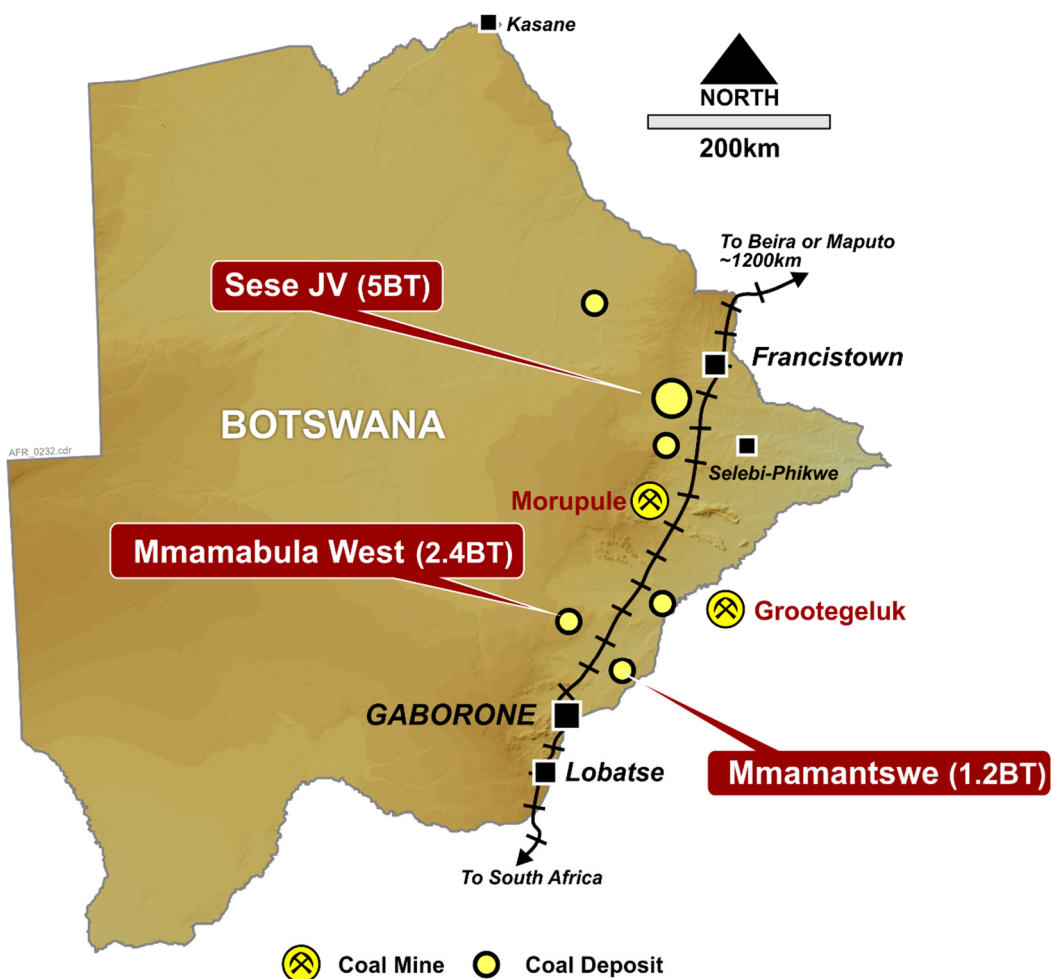 Kasane
NORTH
200km
To Beira or Maputo
~1200km
Sese JV (5BT)
Francistown
BOTSWANA
AFR_0232.cdr
Selebi-Phikwe
Morupule
Mmamabula West (2.4BT)
Grootegeluk
GABORONE
Mmamantswe (1.2BT)
Lobatse
To South Africa
Coal Mine
Coal Deposit